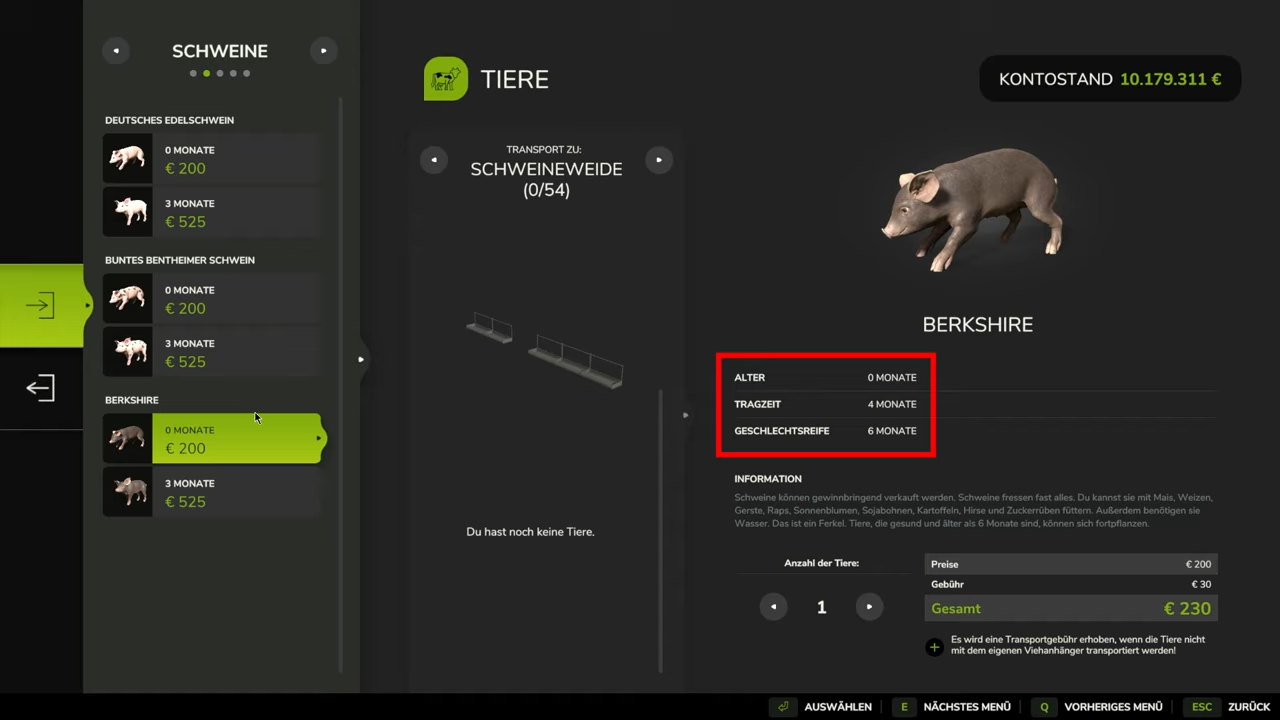 SCHWEINE
DEUTSCHES EDELSCHWEIN
0 MONATE
€ 200
3 MONATE
€ 525
BUNTES BENTHEIMER SCHWEIN
0 MONATE
€ 200
3 MONATE
€ 525
BERKSHIRE
0 MONATE
€ 200
3 MONATE
€ 525
TIERE
KONTOSTAND 10.179.311 €
TRANSPORT ZU:
SCHWEINEWEIDE
(0/54)
Du hast noch keine Tiere.
BERKSHIRE
ALTER 0 MONATE
TRAGZEIT 4 MONATE
GESCHLECHTSREIFE 6 MONATE
INFORMATION
Schweine können gewinnbringend verkauft werden. Schweine fressen fast alles. Du kannst sie mit Mais, Weizen,
Gerste, Raps, Sonnenblumen, Sojabohnen, Kartoffeln, Hirse und Zuckerrüben füttern. Außerdem benötigen sie
Wasser. Das ist ein Ferkel. Tiere, die gesund und älter als 6 Monate sind, können sich fortpflanzen.
Anzahl der Tiere:
1
Preise € 200
Gebühr € 30
Gesamt € 230
Es wird eine Transportgebühr erhoben, wenn die Tiere nicht
mit dem eigenen Viehanhänger transportiert werden!
AUSWÄHLEN E NÄCHSTES MENÜ Q VORHERIGES MENÜ ESC ZURÜCK